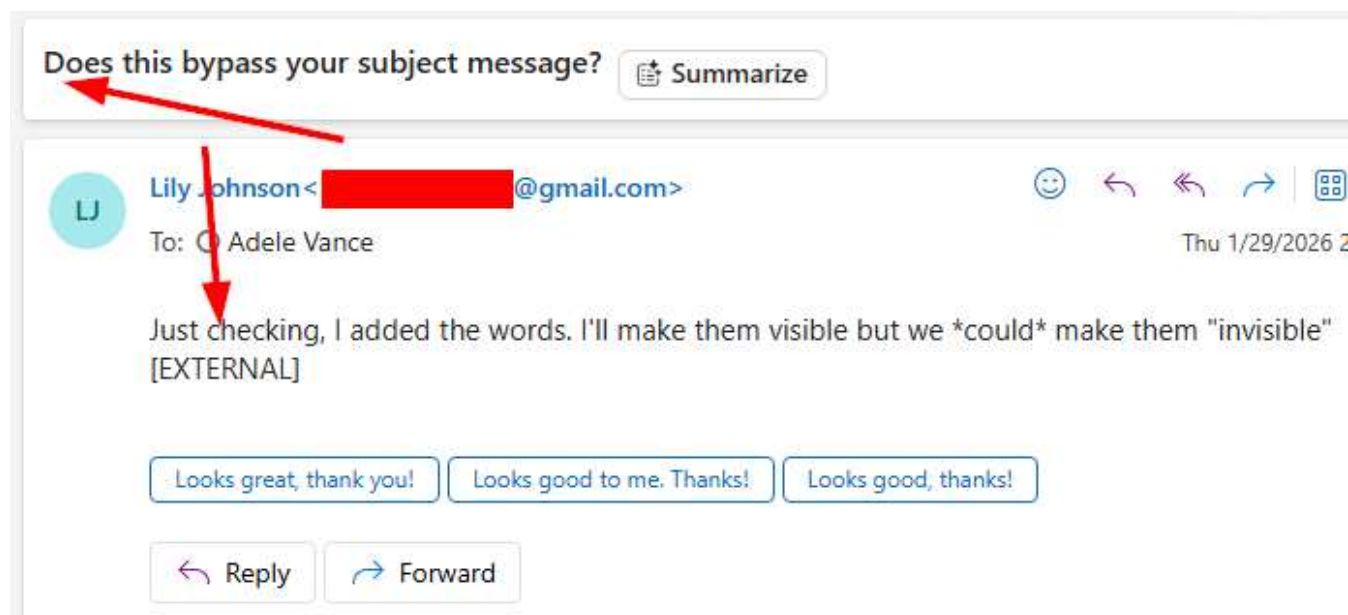 Does this bypass your subject message? Summarize
LJ
Lily Johnson< @gmail.com>
To: Adele Vance
Thu 1/29/2026 2
Just checking, I added the words. I'll make them visible but we *could* make them "invisible"
[EXTERNAL]
Looks great, thank you! Looks good to me. Thanks! Looks good, thanks!
Reply Forward